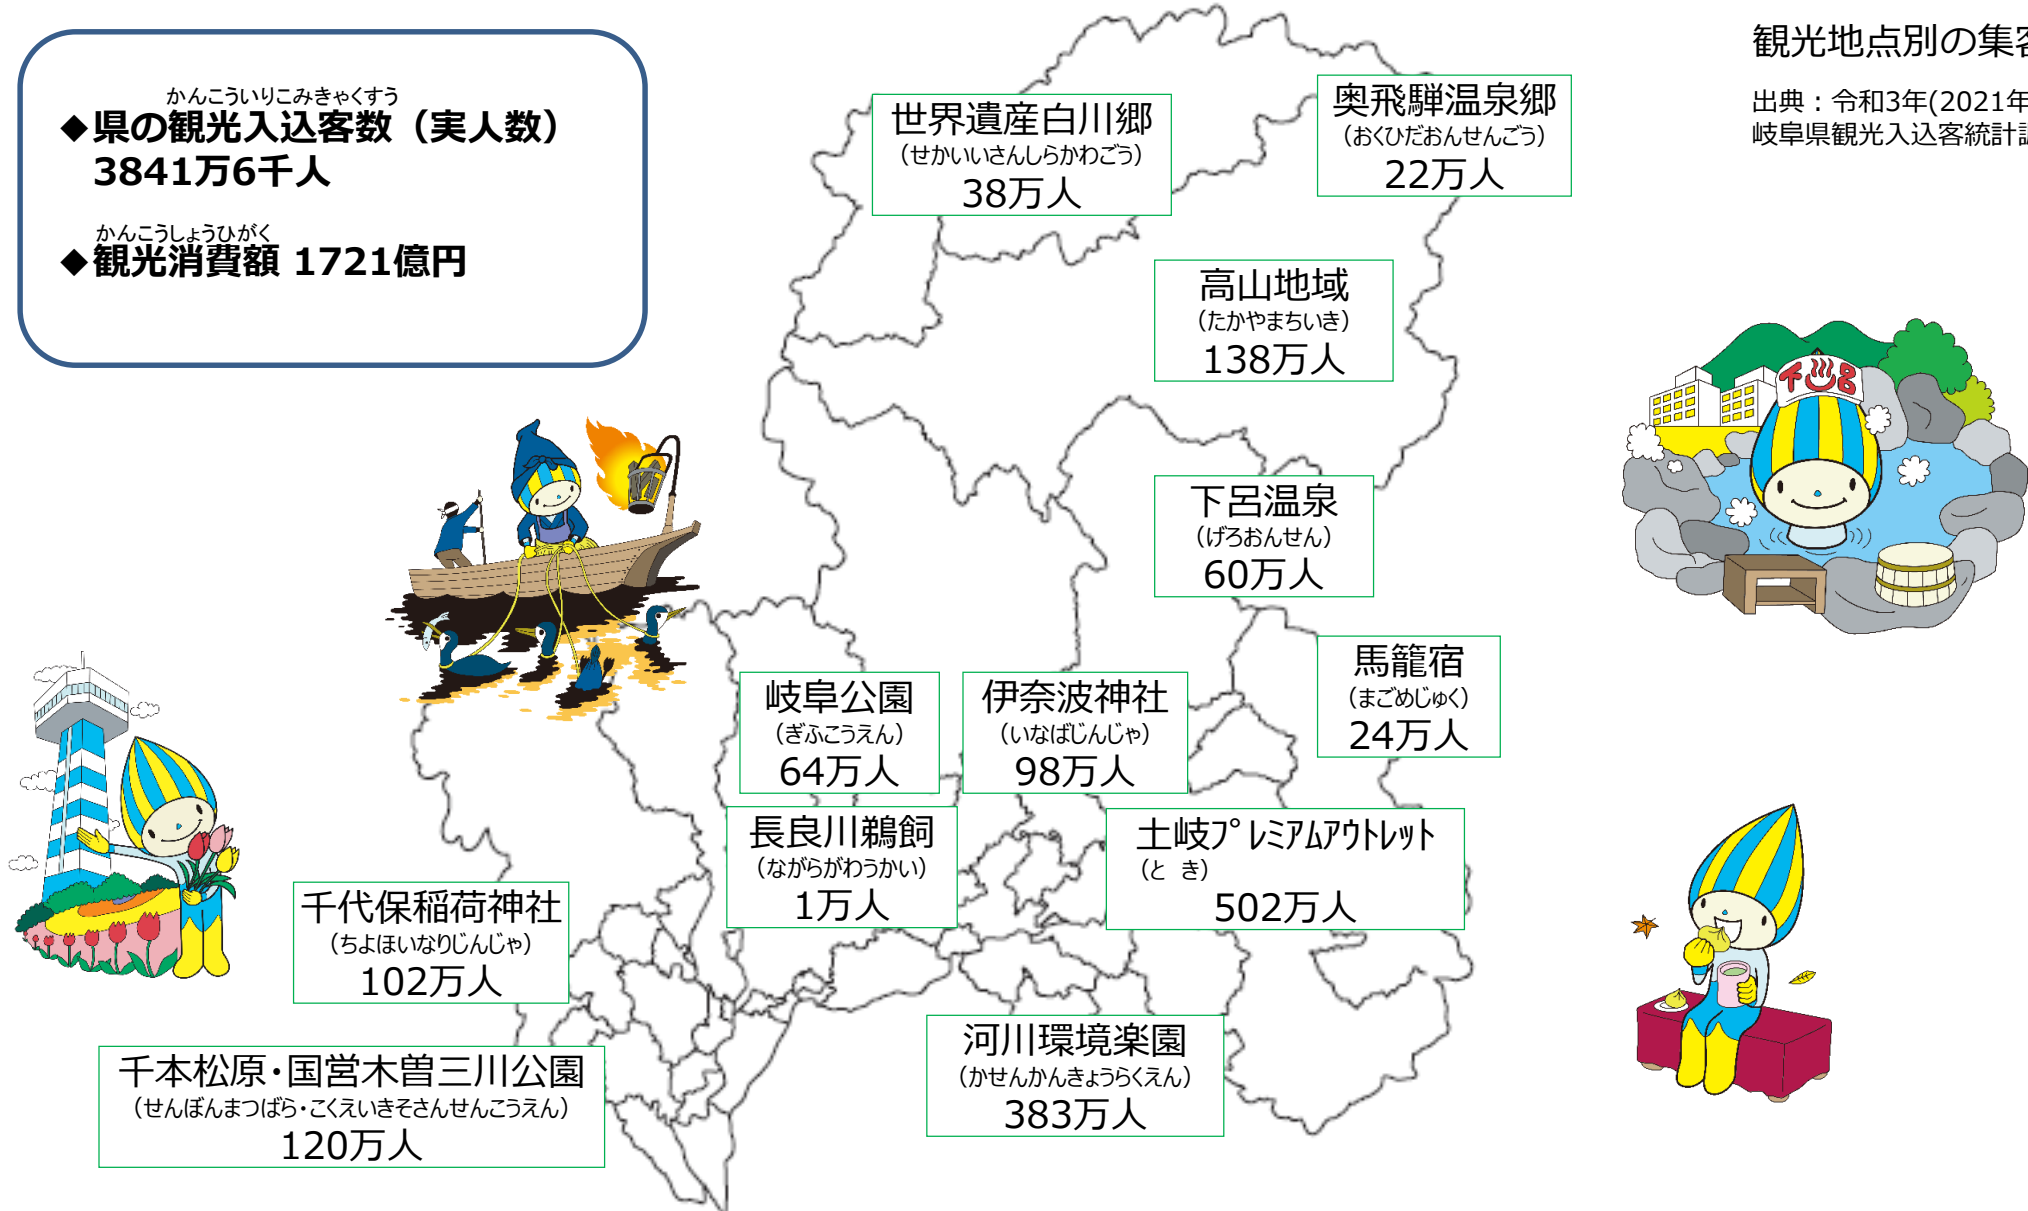 かんこういりこみきゃくすう
◆県の観光入込客数（実人数）
3841万6千人
かんこうしょうひがく
◆観光消費額 1721億円
観光地点別の集
出典：令和3年(2021年
岐阜県観光入込客統計
世界遺産白川郷
（せかいいさんしらかわごう）
38万人
奥飛騨温泉郷
（おくひだおんせんごう）
22万人
高山地域
（たかやまちいき）
138万人
下呂
下呂温泉
（げろおんせん）
60万人
馬籠宿
（まごめじゅく）
24万人
岐阜公園
（ぎふこうえん）
64万人
伊奈波神社
（いなばじんじゃ）
98万人
長良川鵜飼
（ながらがわうかい）
1万人
土岐プレミアムアウトレット
（と き）
502万人
千代保稲荷神社
（ちよほいなりじんじゃ）
102万人
河川環境楽園
（かせんかんきょうらくえん）
383万人
千本松原・国営木曽三川公園
（せんぼんまつばら・こくえいきそさんせんこうえん）
120万人